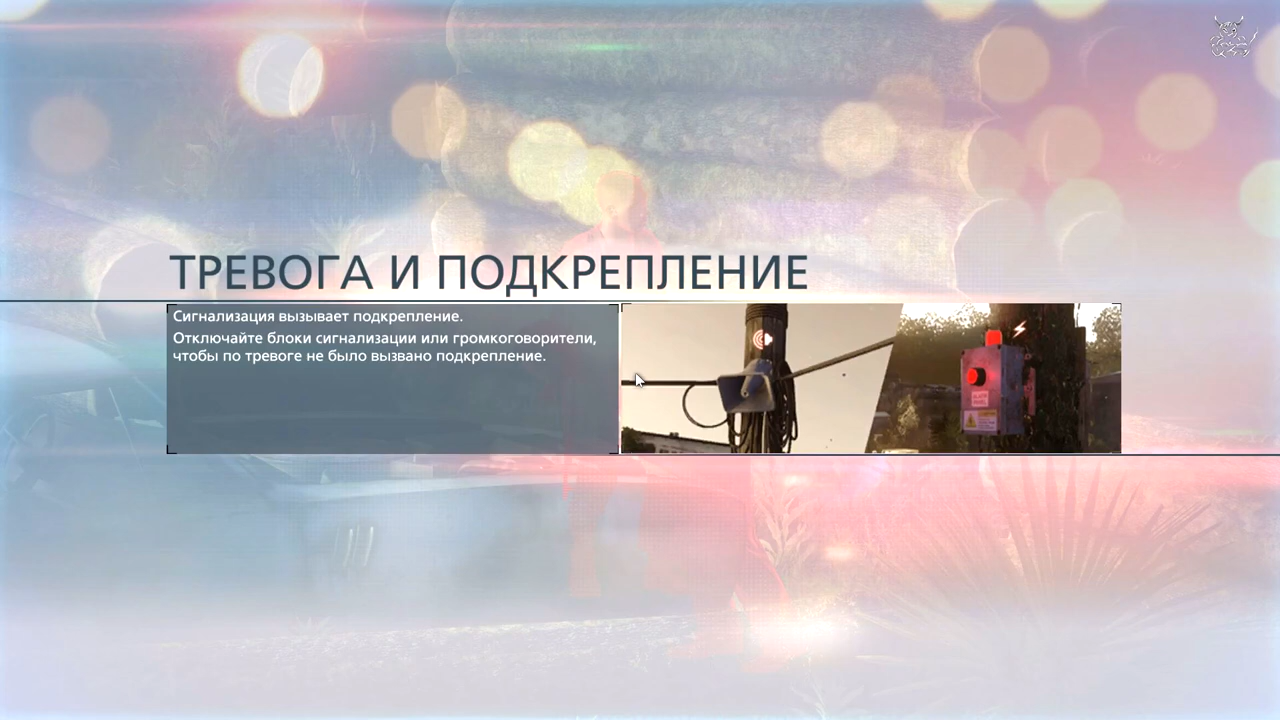 ТРЕВОГА И ПОДКРЕПЛЕНИЕ
Сигнализация вызывает подкрепление.
Отключайте блоки сигнализации или громкоговорители,
чтобы по тревоге не было вызвано подкрепление.